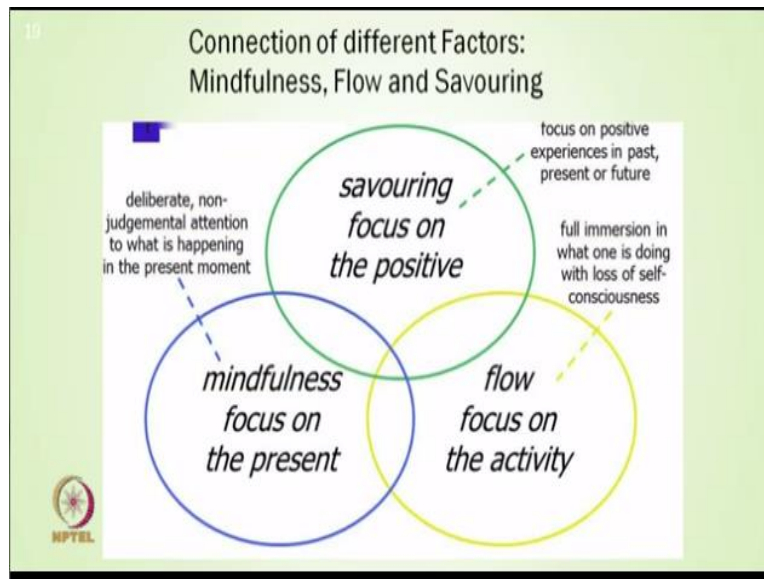 19
Connection of different Factors:
Mindfulness, Flow and Savouring
focus on positive
experiences in past,
present or future
savouring
focus on
the positive
deliberate, non-
judgemental attention
to what is happening
in the present moment
full immersion in
what one is doing
with loss of self-
consciousness
mindfulness
focus on
the present
flow
focus on
the activity
NPTEL